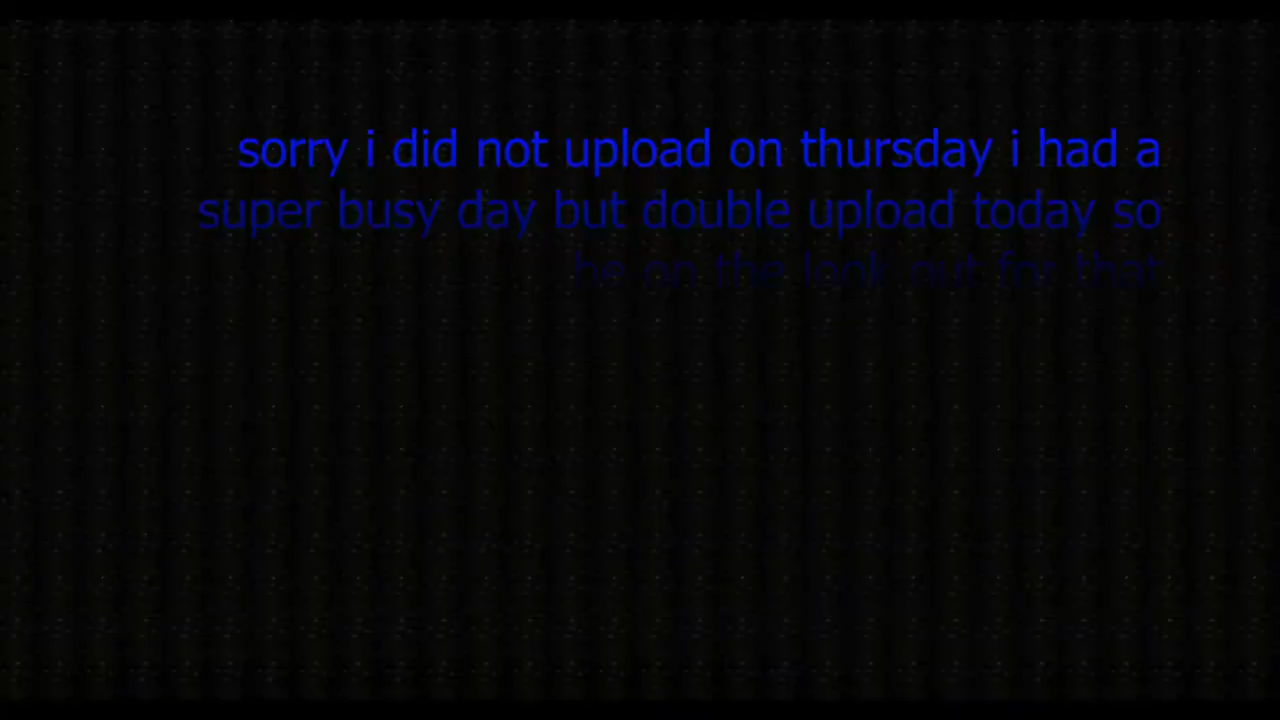 sorry i did not upload on thursday i had a
super busy day but double upload today so
be on the look out for that